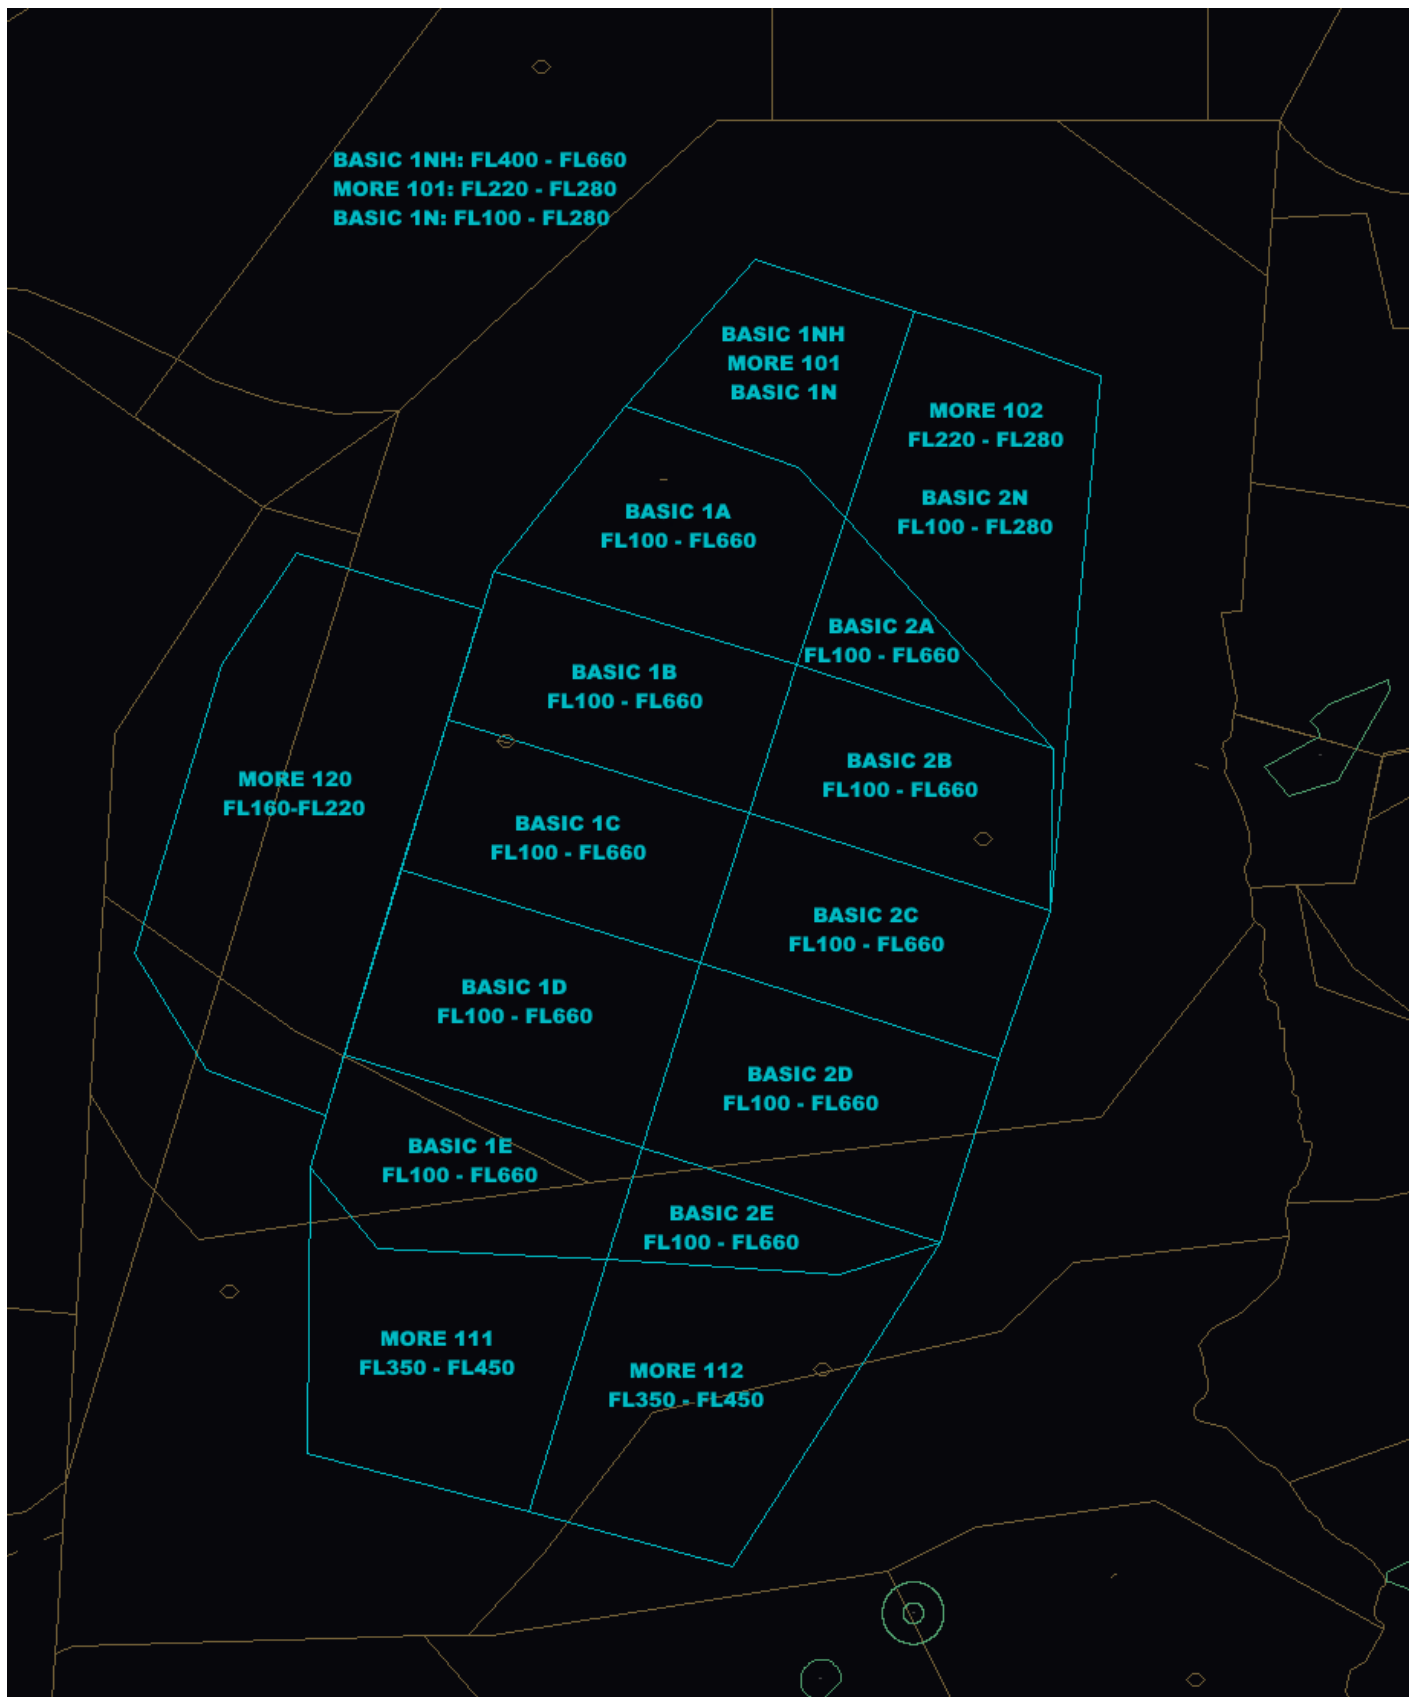 BASIC 1NH: FL400 - FL660
MORE 101: FL220 - FL280
BASIC 1N: FL100 - FL280
BASIC 1NH
MORE 101
BASIC 1N
MORE 102
FL220 - FL280
BASIC 2N
FL100 - FL280
BASIC 1A
FL100 - FL660
BASIC 2A
FL100 - FL660
BASIC 1B
FL100 - FL660
BASIC 2B
FL100 - FL660
MORE 120
FL160-FL220
BASIC 1C
FL100 - FL660
BASIC 2C
FL100 - FL660
BASIC 1D
FL100 - FL660
BASIC 2D
FL100 - FL660
BASIC 1E
FL100 - FL660
BASIC 2E
FL100 - FL660
MORE 111
FL350 - FL450
MORE 112
FL350 - FL450